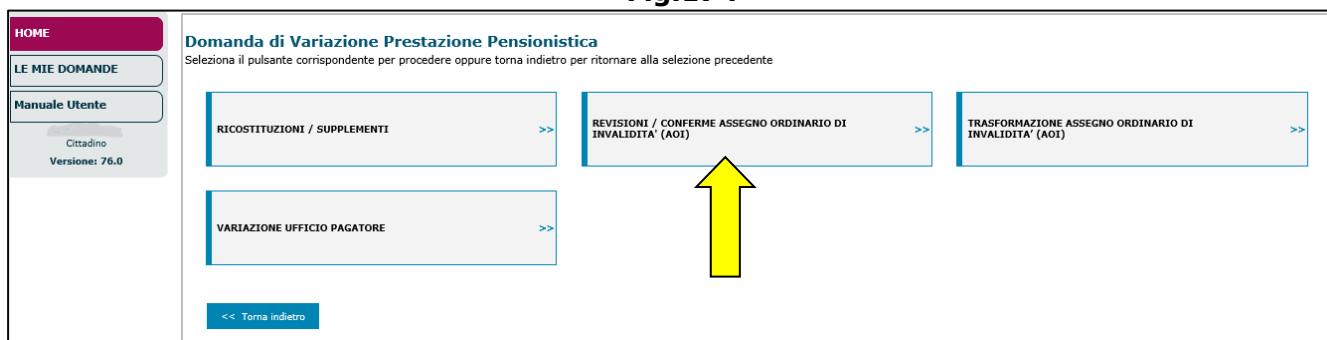 HOME
LE MIE DOMANDE
Manuale Utente
Cittadino
Versione: 76.0
Domanda di Variazione Prestazione Pensionistica
Seleziona il pulsante corrispondente per procedere oppure torna indietro per ritornare alla selezione precedente
RICOSTITUZIONI / SUPPLEMENTI >>
REVISIONI / CONFERME ASSEGNO ORDINARIO DI
INVALIDITA' (AOI) >>
TRASFORMAZIONE ASSEGNO ORDINARIO DI
INVALIDITA' (AOI) >>
VARIAZIONE UFFICIO PAGATORE >>
<< Torna indietro